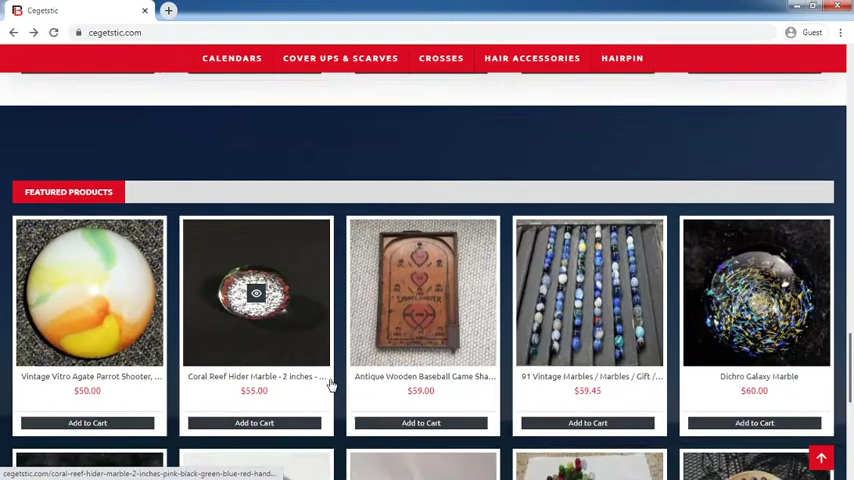 Cegetstic
cegetstic.com
Guest
CALENDARS
COVER UPS & SCARVES
CROSSES
HAIR ACCESSORIES
HAIRPIN
FEATURED PRODUCTS
Vintage Vitro Agate Parrot Shooter, ...
Coral Reef Hider Marble - 2 inches - ...
Antique Wooden Baseball Game Sha...
91 Vintage Marbles / Marbles / Gift /...
Dichro Galaxy Marble
$50.00
$55.00
$59.00
$59.45
$60.00
Add to Cart
Add to Cart
Add to Cart
Add to Cart
Add to Cart
cegetstic.com/coral-reef-hider-marble-2-inches-pink-black-green-blue-red-hand...